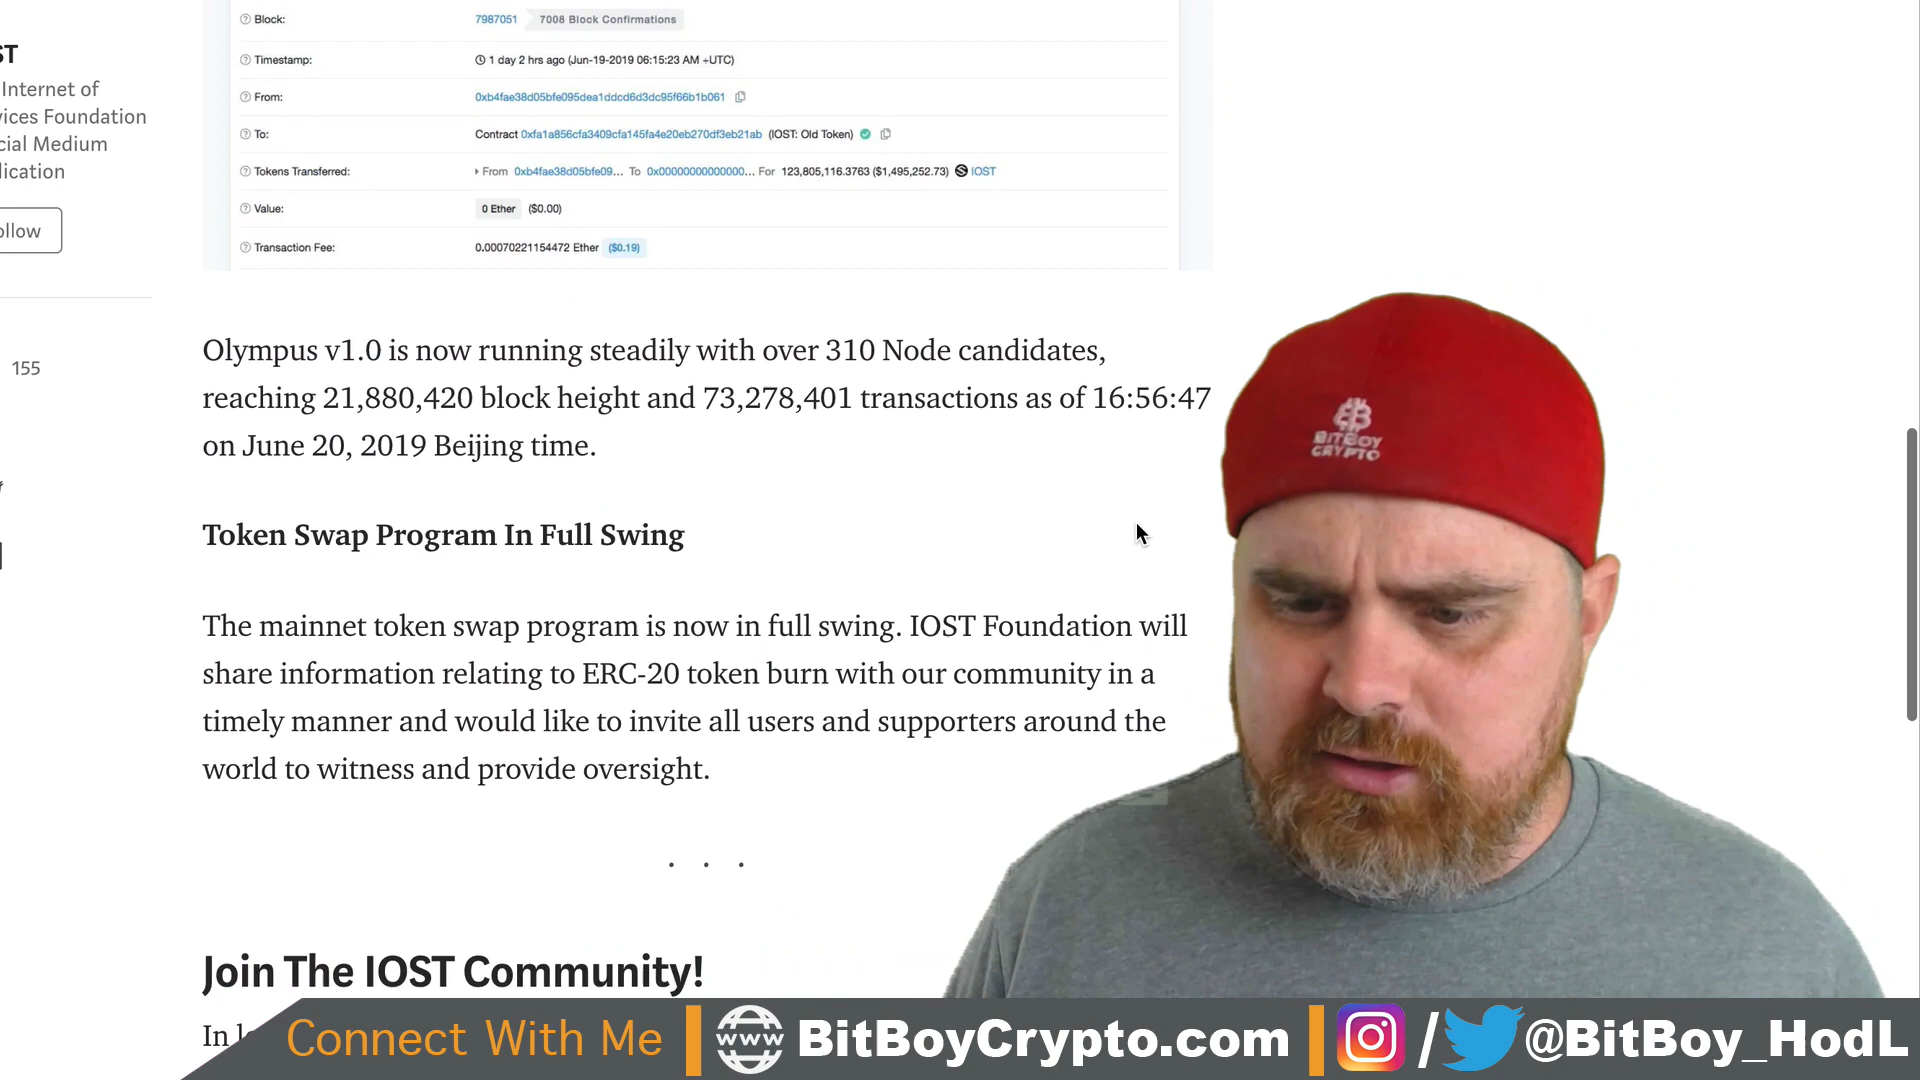 Block: 7987051 7008 Block Confirmations
Timestamp: 1 day 2 hrs ago (Jun-19-2019 06:15:23 AM +UTC)
From: 0xb4fae38d05bfe095dea1ddcd6d3dc95f66b1b061
To: Contract 0xfa1a856cfa3409cfa145fa4e20eb270df3eb21ab (IOST: Old Token)
Tokens Transferred: From 0xb4fae38d05bfe09... To 0x00000000000000... For 123,805,116.3763 ($1,495,252.73) IOST
Value: 0 Ether ($0.00)
Transaction Fee: 0.00070221154472 Ether ($0.19)
ST
Internet of
vices Foundation
cial Medium
lication
ollow
155
Olympus v1.0 is now running steadily with over 310 Node candidates,
reaching 21,880,420 block height and 73,278,401 transactions as of 16:56:47
on June 20, 2019 Beijing time.
Token Swap Program In Full Swing
The mainnet token swap program is now in full swing. IOST Foundation will
share information relating to ERC-20 token burn with our community in a
timely manner and would like to invite all users and supporters around the
world to witness and provide oversight.
. . .
Join The IOST Community!
In
BITBOY
CRYPTO
Connect With Me | WWW BitBoyCrypto.com | / @BitBoy_HodL